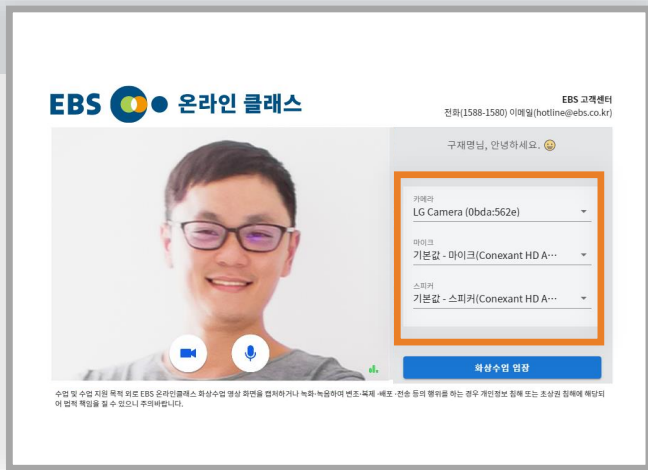 EBS 온라인 클래스
EBS 고객센터
전화(1588-1580) 이메일(hotline@ebs.co.kr)
구재명님, 안녕하세요. 😀
카메라
LG Camera (0bda:562e)
마이크
기본값 - 마이크(Conexant HD A···
스피커
기본값 - 스피커(Conexant HD A···
화상수업 입장
수업 및 수업 지원 목적 외로 EBS 온라인클래스 화상수업 영상 화면을 캡처하거나 녹화·녹음하여 변조·복제 ·배포 ·전송 등의 행위를 하는 경우 개인정보 침해 또는 초상권 침해에 해당되
어 법적 책임을 질 수 있으니 주의바랍니다.